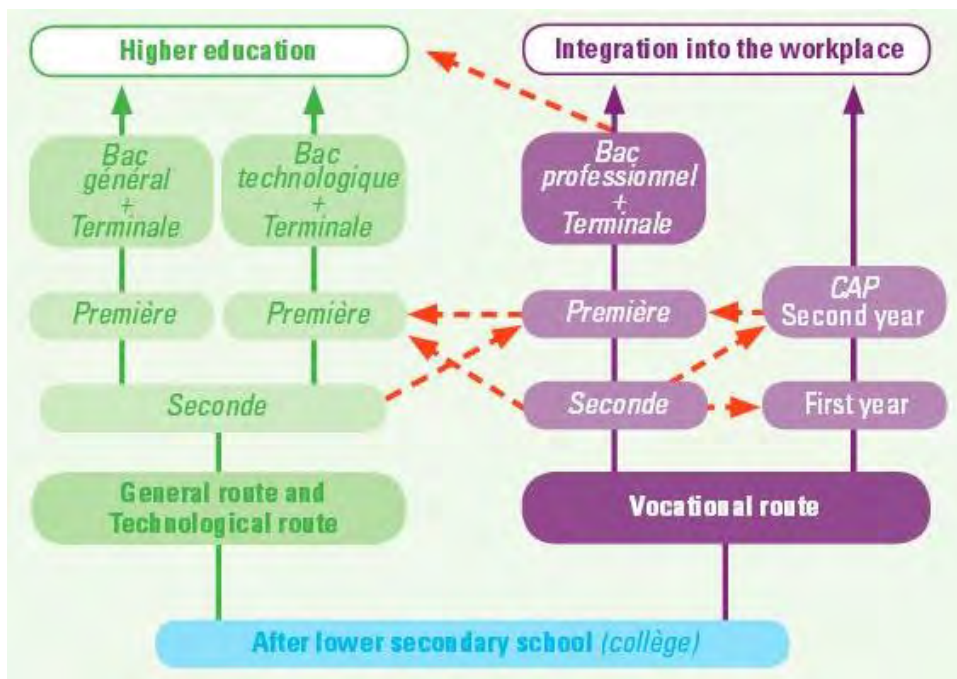 Higher education
Integration into the workplace
Bac
général
+
Terminale
Bac
technologique
+
Terminale
Bac
professionnel
+
Terminale
Première
Première
Première
CAP
Second year
Seconde
Seconde
First year
General route and
Technological route
Vocational route
After lower secondary school (collège)